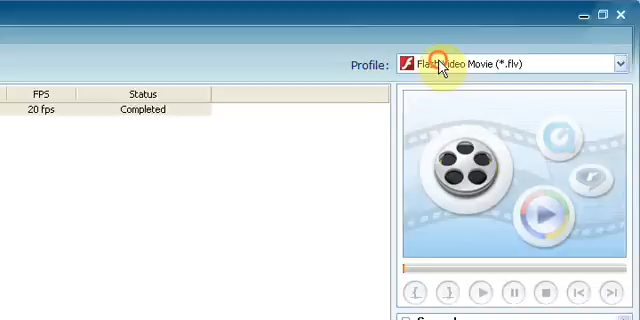 Profile: Flash Video Movie (*.flv)
FPS Status
20 fps Completed